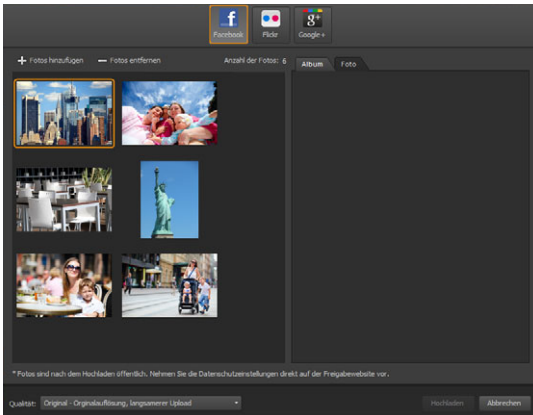 Facebook
Flickr
g+
Google+
Fotos hinzufügen
Fotos entfernen
Anzahl der Fotos: 6
Album
Foto
* Fotos sind nach dem Hochladen öffentlich. Nehmen Sie die Datenschutzeinstellungen direkt auf der Freigabewebsite vor.
Qualität: Original - Orginalauflösung, langsamerer Upload
Hochladen
Abbrechen